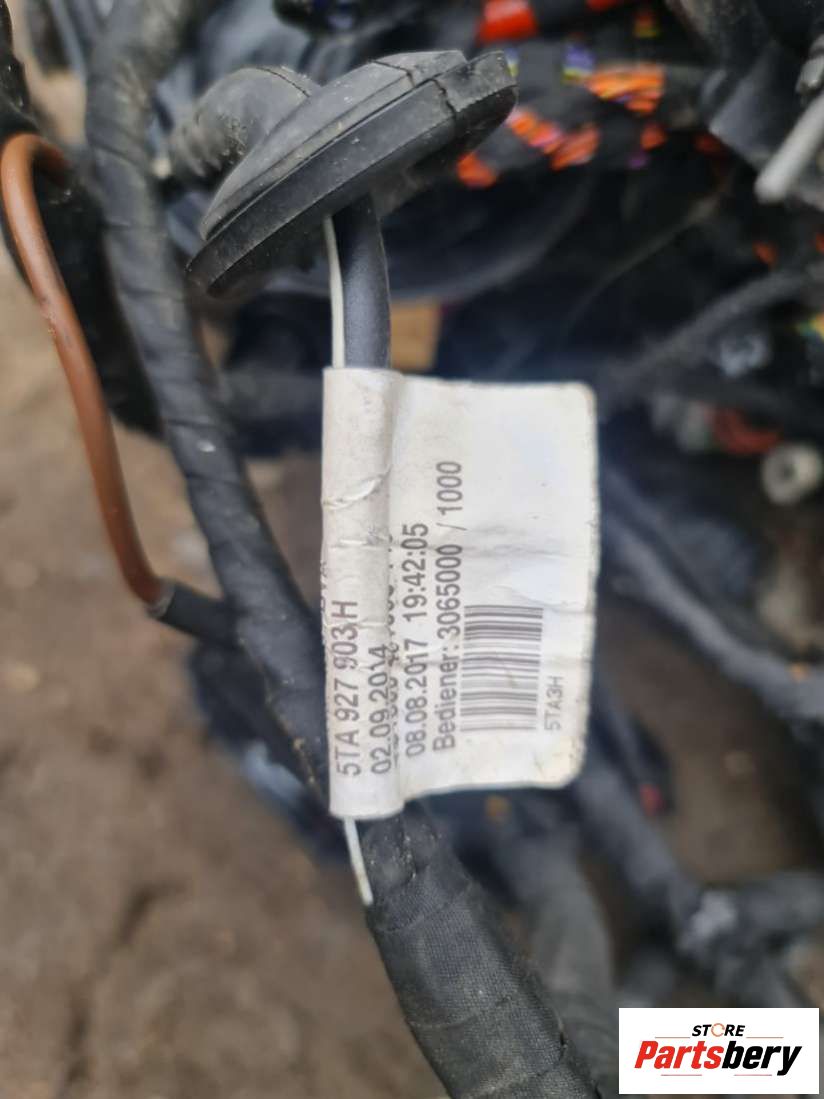 5TA 927 903 H
02.09.2014
08.08.2017 19:42:05
Bediener: 3065000 / 1000
5TA3H
STORE
Partsbery